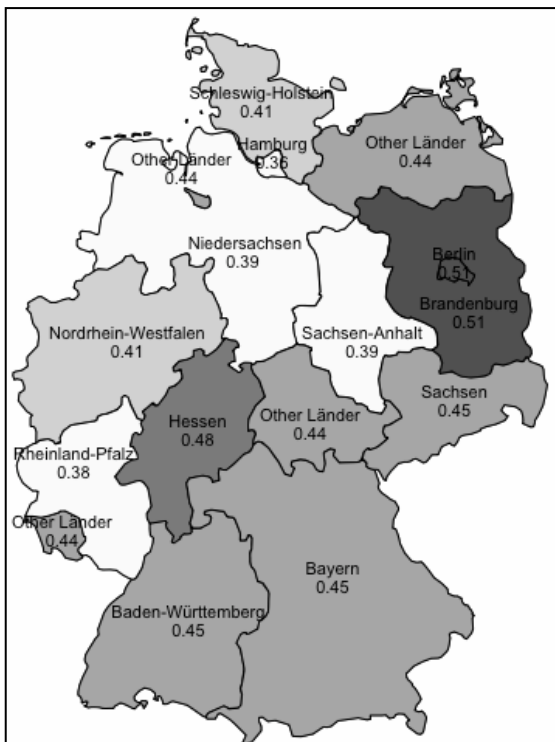 Schleswig-Holstein
0.41
Hamburg
0.36
Other Länder
0.44
Other Länder
0.44
Niedersachsen
0.39
Berlin
0.51
Brandenburg
0.51
Nordrhein-Westfalen
0.41
Sachsen-Anhalt
0.39
Sachsen
0.45
Hessen
0.48
Other Länder
0.44
Rheinland-Pfalz
0.38
Other Länder
0.44
Bayern
0.45
Baden-Württemberg
0.45